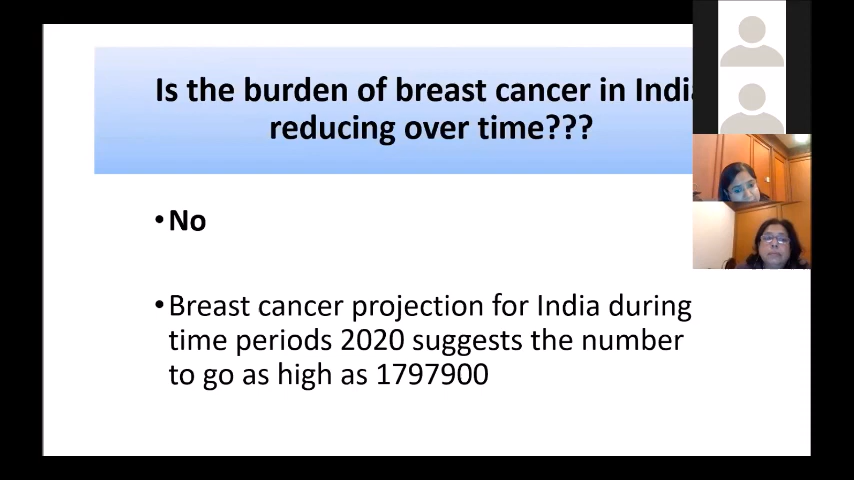 Is the burden of breast cancer in India
reducing over time???
•No
•Breast cancer projection for India during
time periods 2020 suggests the number
to go as high as 1797900